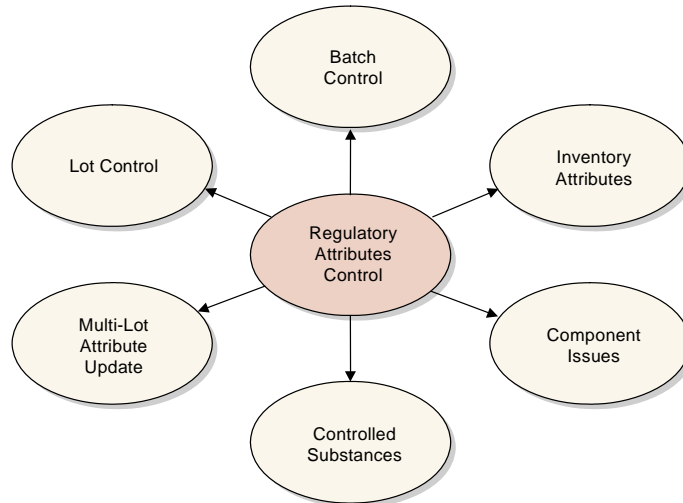 Batch
Control
Lot Control
Inventory
Attributes
Regulatory
Attributes
Control
Multi-Lot
Attribute
Update
Component
Issues
Controlled
Substances